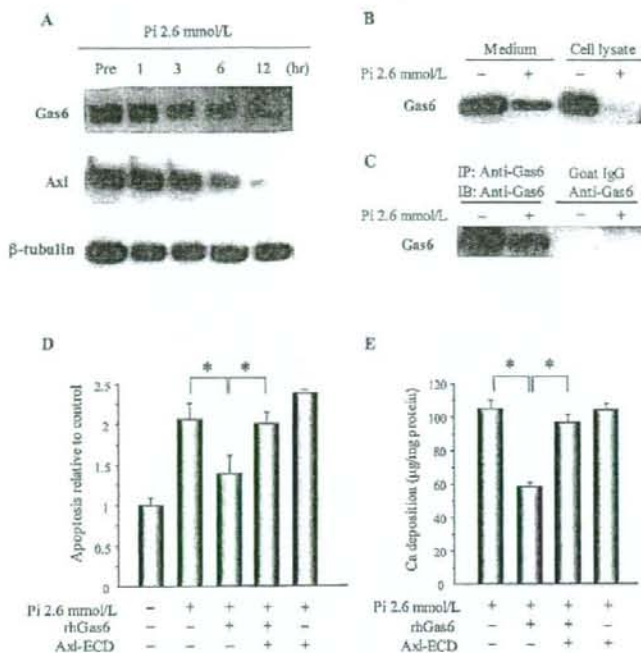 A
Pi 2.6 mmol/L
Pre 1 3 6 12 (hr)
Gas6
Axl
β-tubulin
B
Medium Cell lysate
Pi 2.6 mmol/L − + − +
Gas6
C
IP: Anti-Gas6 Goat IgG
IB: Anti-Gas6 Anti-Gas6
Pi 2.6 mmol/L − + − +
Gas6
D
* *
Apoptosis relative to control
2.5
2
1.5
1
0.5
Pi 2.6 mmol/L − + + + +
rhGas6 − − + + −
Axl-ECD − − − + +
E
* *
Ca deposition (μg/mg protein)
120
100
80
60
40
20
0
Pi 2.6 mmol/L + + + +
rhGas6 − + + −
Axl-ECD − − + +